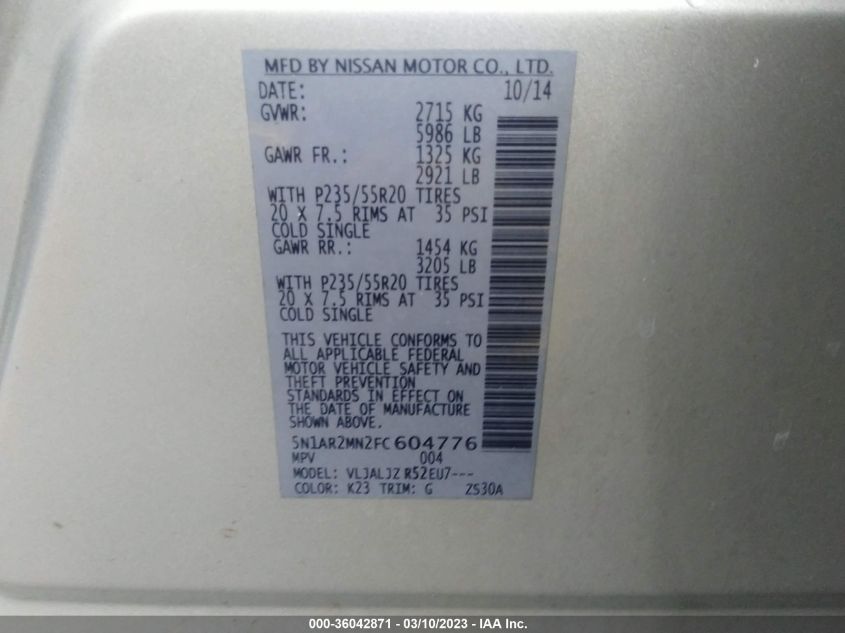 MFD BY NISSAN MOTOR CO., LTD.
DATE: 10/14
GVWR: 2715 KG
5986 LB
GAWR FR.: 1325 KG
2921 LB
WITH P235/55R20 TIRES
20 X 7.5 RIMS AT 35 PSI
COLD SINGLE
GAWR RR.: 1454 KG
3205 LB
WITH P235/55R20 TIRES
20 X 7.5 RIMS AT 35 PSI
COLD SINGLE
THIS VEHICLE CONFORMS TO
ALL APPLICABLE FEDERAL
MOTOR VEHICLE SAFETY AND
THEFT PREVENTION
STANDARDS IN EFFECT ON
THE DATE OF MANUFACTURE
SHOWN ABOVE.
5N1AR2MN2FC604776
MPV 004
MODEL: VLJALJZ R52EU7---
COLOR: K23 TRIM: G ZS30A
000-36042871 - 03/10/2023 - IAA Inc.